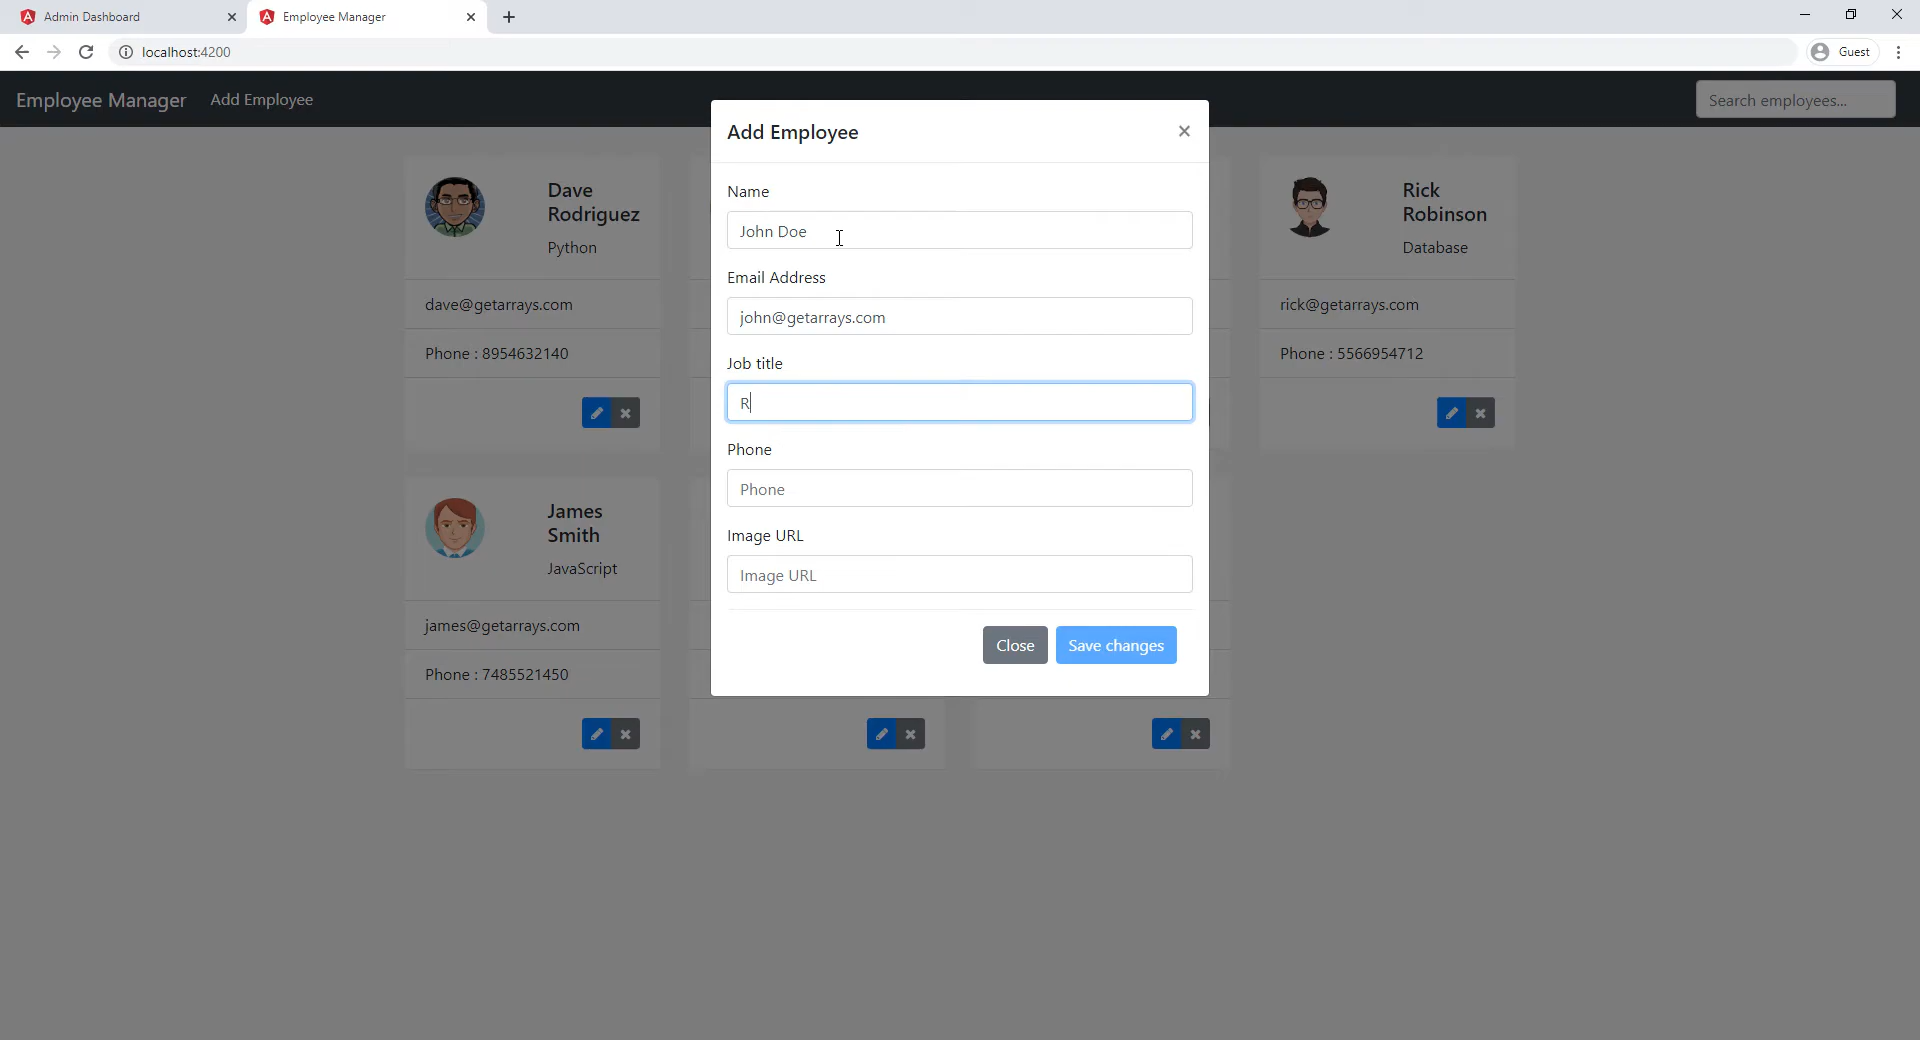 Admin Dashboard
Employee Manager
localhost:4200
Guest
Employee Manager
Add Employee
Search employees...
Add Employee
Name
John Doe
Email Address
john@getarrays.com
Job title
R
Phone
Phone
Image URL
Image URL
Close
Save changes
Dave
Rodriguez
Python
dave@getarrays.com
Phone : 8954632140
Rick
Robinson
Database
rick@getarrays.com
Phone : 5566954712
James
Smith
JavaScript
james@getarrays.com
Phone : 7485521450